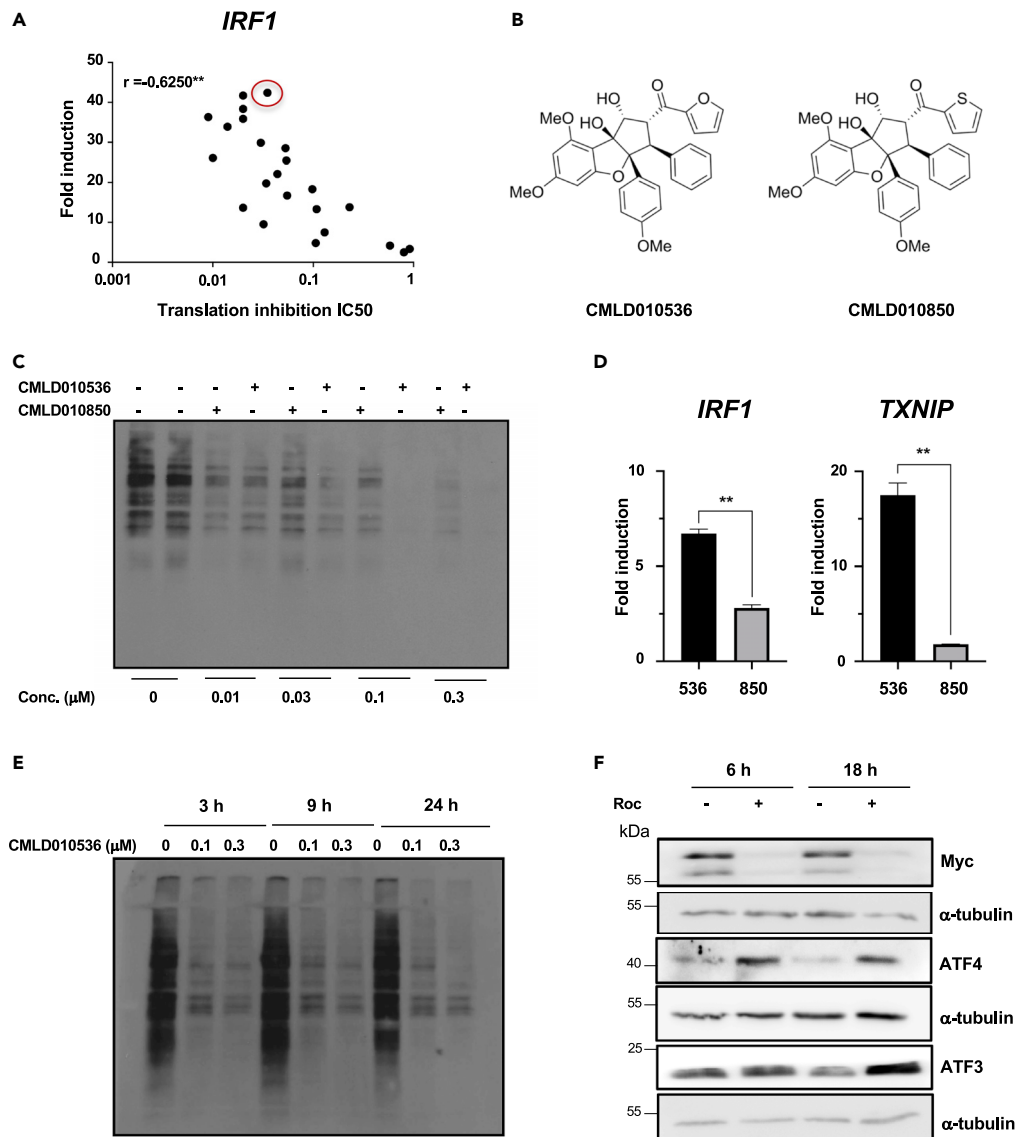 A
IRF1
r =-0.6250**
Fold induction
50
40
30
20
10
0
0.001
0.01
0.1
1
Translation inhibition IC50
B
HO
O
O
MeO
HO
MeO
O
OMe
CMLD010536
HO
O
S
MeO
HO
MeO
O
OMe
CMLD010850
C
CMLD010536 - - - + - + - + - +
CMLD010850 - - + - + - + - + -
Conc. (μM) 0 0.01 0.03 0.1 0.3
D
IRF1
Fold induction
10
5
0
**
536 850
TXNIP
Fold induction
20
10
0
**
536 850
E
3 h 9 h 24 h
CMLD010536 (μM) 0 0.1 0.3 0 0.1 0.3 0 0.1 0.3
F
6 h 18 h
Roc - + - +
kDa
Myc
55
55
α-tubulin
ATF4
40
55
α-tubulin
25
ATF3
55
α-tubulin